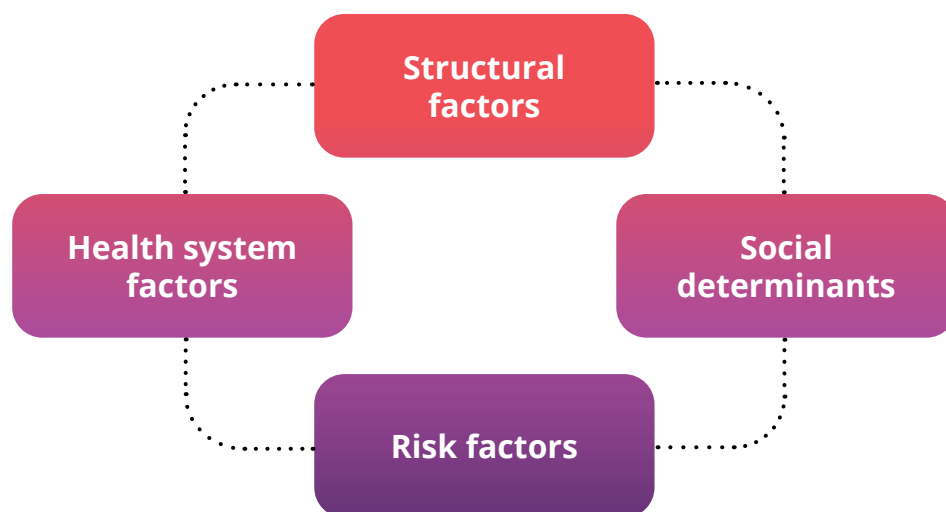 Structural
factors
Health system
factors
Social
determinants
Risk factors